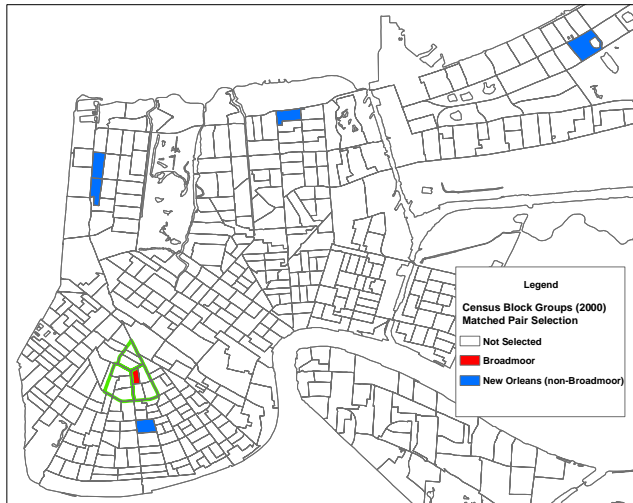 Legend
Census Block Groups (2000)
Matched Pair Selection
Not Selected
Broadmoor
New Orleans (non-Broadmoor)